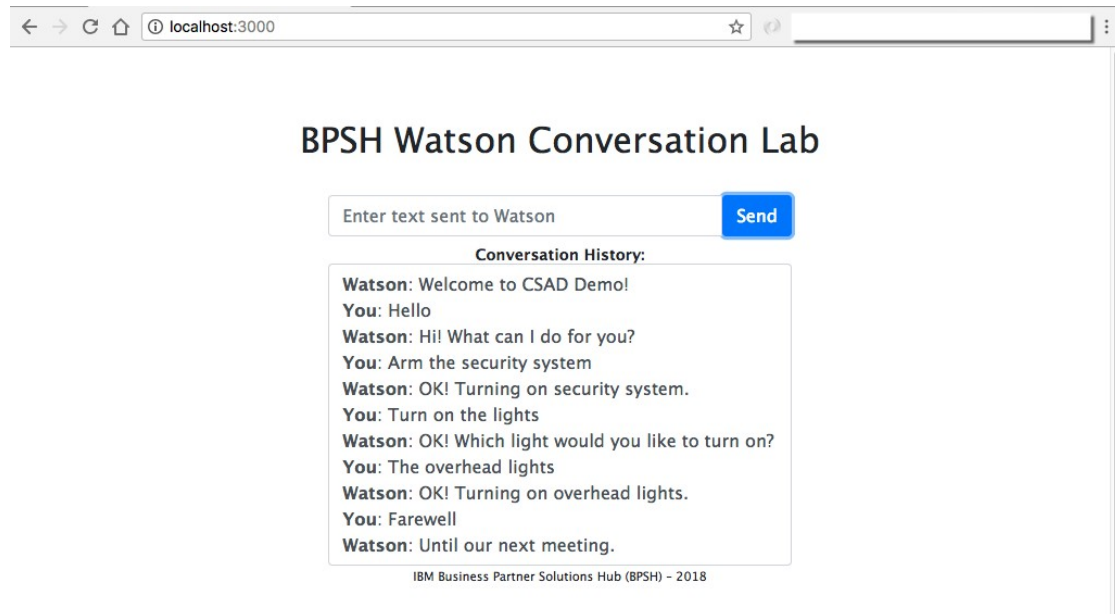 localhost:3000
BPSH Watson Conversation Lab
Enter text sent to Watson
Send
Conversation History:
Watson: Welcome to CSAD Demo!
You: Hello
Watson: Hi! What can I do for you?
You: Arm the security system
Watson: OK! Turning on security system.
You: Turn on the lights
Watson: OK! Which light would you like to turn on?
You: The overhead lights
Watson: OK! Turning on overhead lights.
You: Farewell
Watson: Until our next meeting.
IBM Business Partner Solutions Hub (BPSH) – 2018